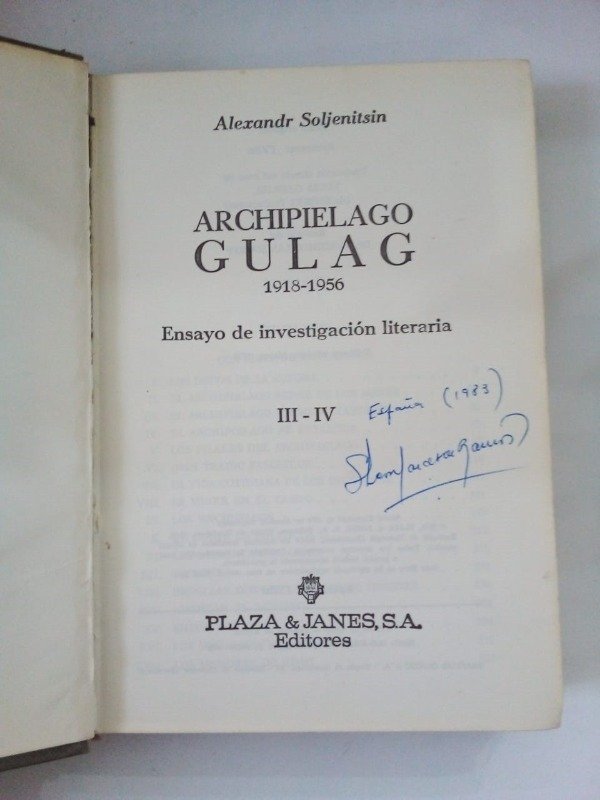 Alexandr Soljenitsin
ARCHIPIELAGO
GULAG
1918-1956
Ensayo de investigación literaria
III - IV
España (1983)
PLAZA & JANES, S.A.
Editores